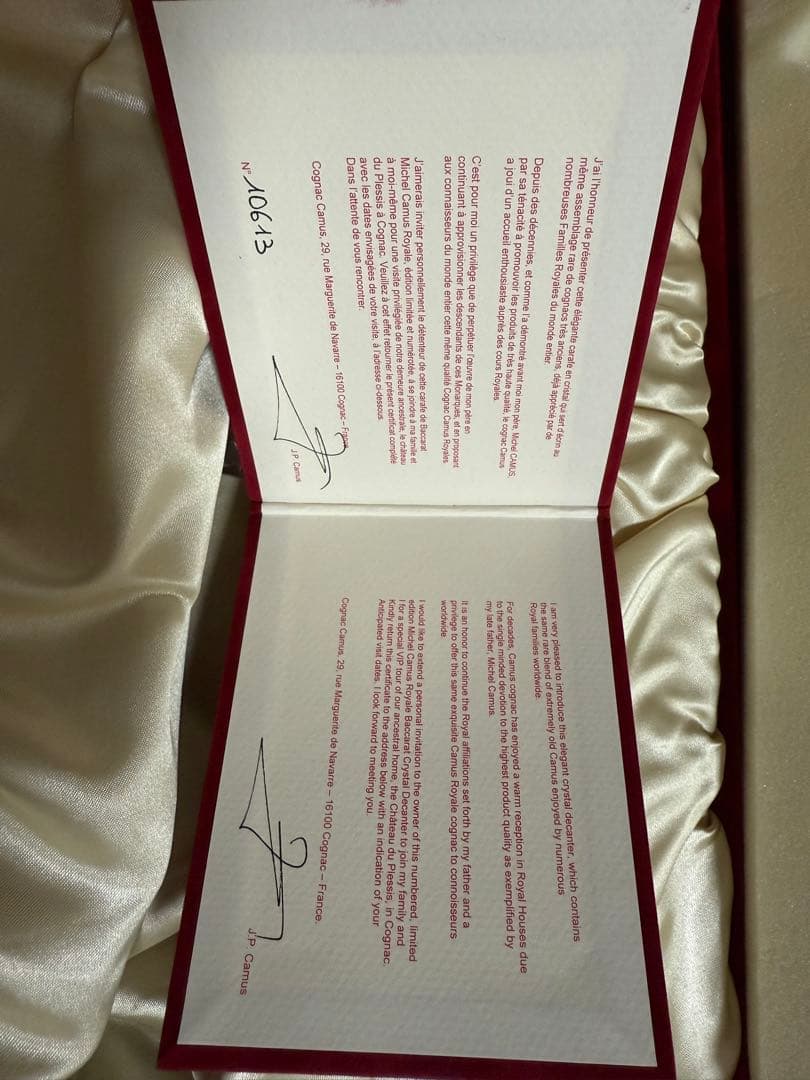 J'ai l'honneur de présenter cette élégante carafe en cristal qui sert d'écrin au
même assemblage rare de cognacs très anciens, déjà apprécié par de
nombreuses Familles Royales du monde entier.
Depuis des décennies, et comme l'a démontré avant moi mon père, Michel CAMUS,
par sa ténacité à promouvoir les produits de très haute qualité, le cognac Camus
a joui d'un accueil enthousiaste auprès des cours Royales.
C'est pour moi un privilège que de perpétuer l'œuvre de mon père en
continuant à approvisionner les descendants de ces Monarques, et en proposant
aux connaisseurs du monde entier cette même qualité Cognac Camus Royales
J'aimerais inviter personnellement le détenteur de cette carafe de Baccarat
Michel Camus Royale, édition limitée et numérotée, à se joindre à ma famille et
à moi-même pour une visite privilégiée de notre demeure ancestrale, le château
du Plessis à Cognac. Veuillez à cet effet retourner le présent certificat complété
avec les dates envisagées de votre visite, à l'adresse ci-dessous.
Dans l'attente de vous rencontrer.
Cognac Camus, 29, rue Marguerite de Navarre – 16100 Cognac – France
J.P. Camus
N° 10613
I am very pleased to introduce this elegant crystal decanter, which contains
the same rare blend of extremely old Camus enjoyed by numerous
Royal families worldwide.
For decades, Camus cognac has enjoyed a warm reception in Royal Houses due
to the single minded devotion to the highest product quality as exemplified by
my late father, Michel Camus.
It is an honor to continue the Royal affiliations set forth by my father and a
privilege to offer this same exquisite Camus Royale cognac to connoisseurs
worldwide
I would like to extend a personal invitation to the owner of this numbered, limited
edition Michel Camus Royale Baccarat Crystal Decanter to join my family and
I for a special VIP tour of our ancestral home, the Château du Plessis, in Cognac.
Kindly return this certificate to the address below with an indication of your
Anticipated visit dates. I look forward to meeting you.
Cognac Camus, 29, rue Marguerite de Navarre – 16100 Cognac – France.
J.P. Camus